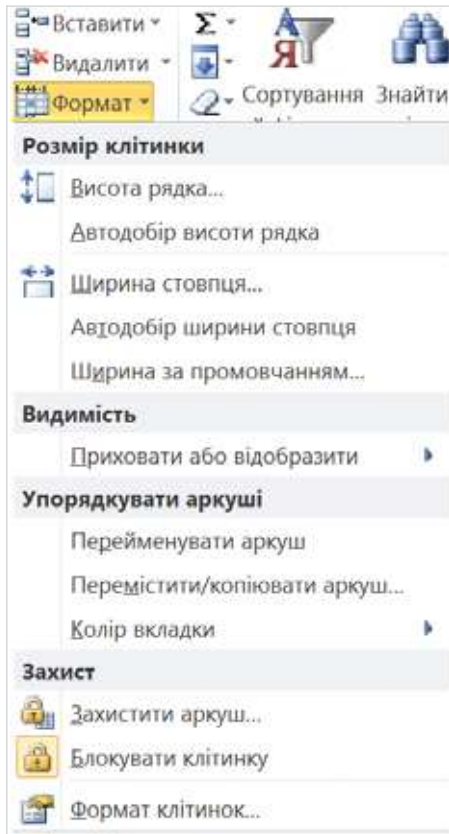 Вставити
Σ
Видалити
Формат
А
Я
Сортування
Знайти
Розмір клітинки
Висота рядка...
Автодобір висоти рядка
Ширина стовпця...
Автодобір ширини стовпця
Ширина за промовчанням...
Видимість
Приховати або відобразити
Упорядкувати аркуші
Перейменувати аркуш
Перемістити/копіювати аркуш...
Колір вкладки
Захист
Захистити аркуш...
Блокувати клітинку
Формат клітинок...